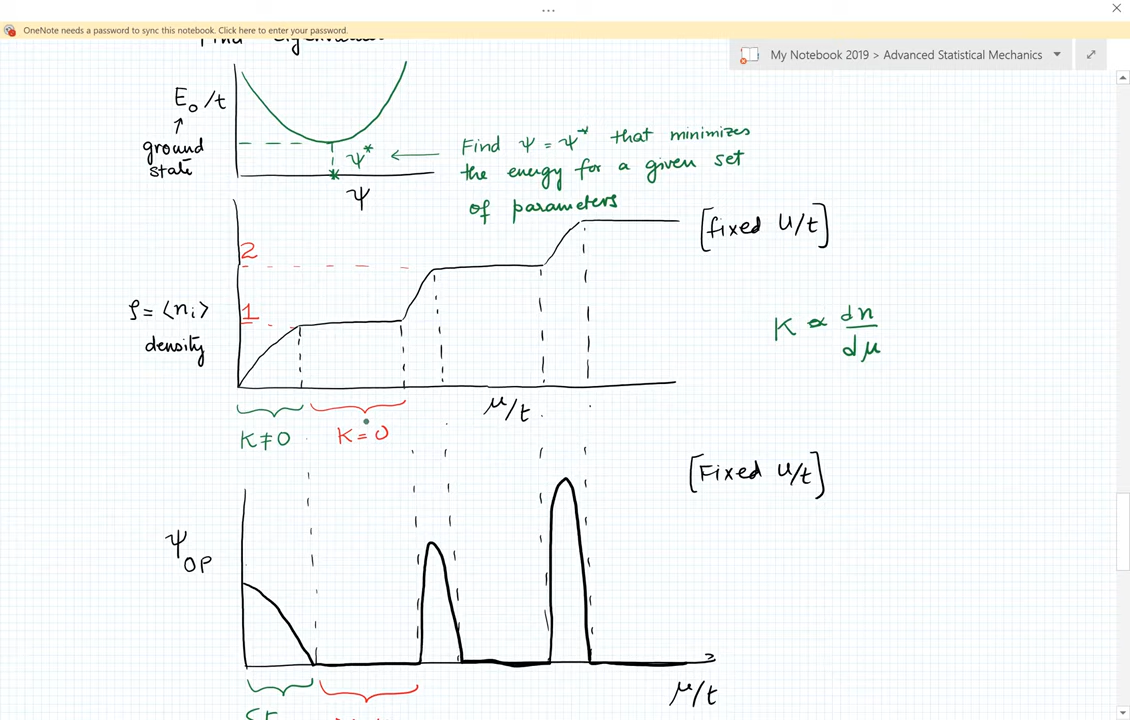 OneNote needs a password to sync this notebook. Click here to enter your password.
My Notebook 2019 > Advanced Statistical Mechanics
E₀/t
ground
state
ψ*
ψ
Find ψ = ψ* that minimizes
the energy for a given set
of parameters
[fixed U/t]
2
1
ρ = ⟨nᵢ⟩
density
K ∝ dn/dμ
μ/t
K ≠ 0
K = 0
[Fixed U/t]
ψ
OP
μ/t